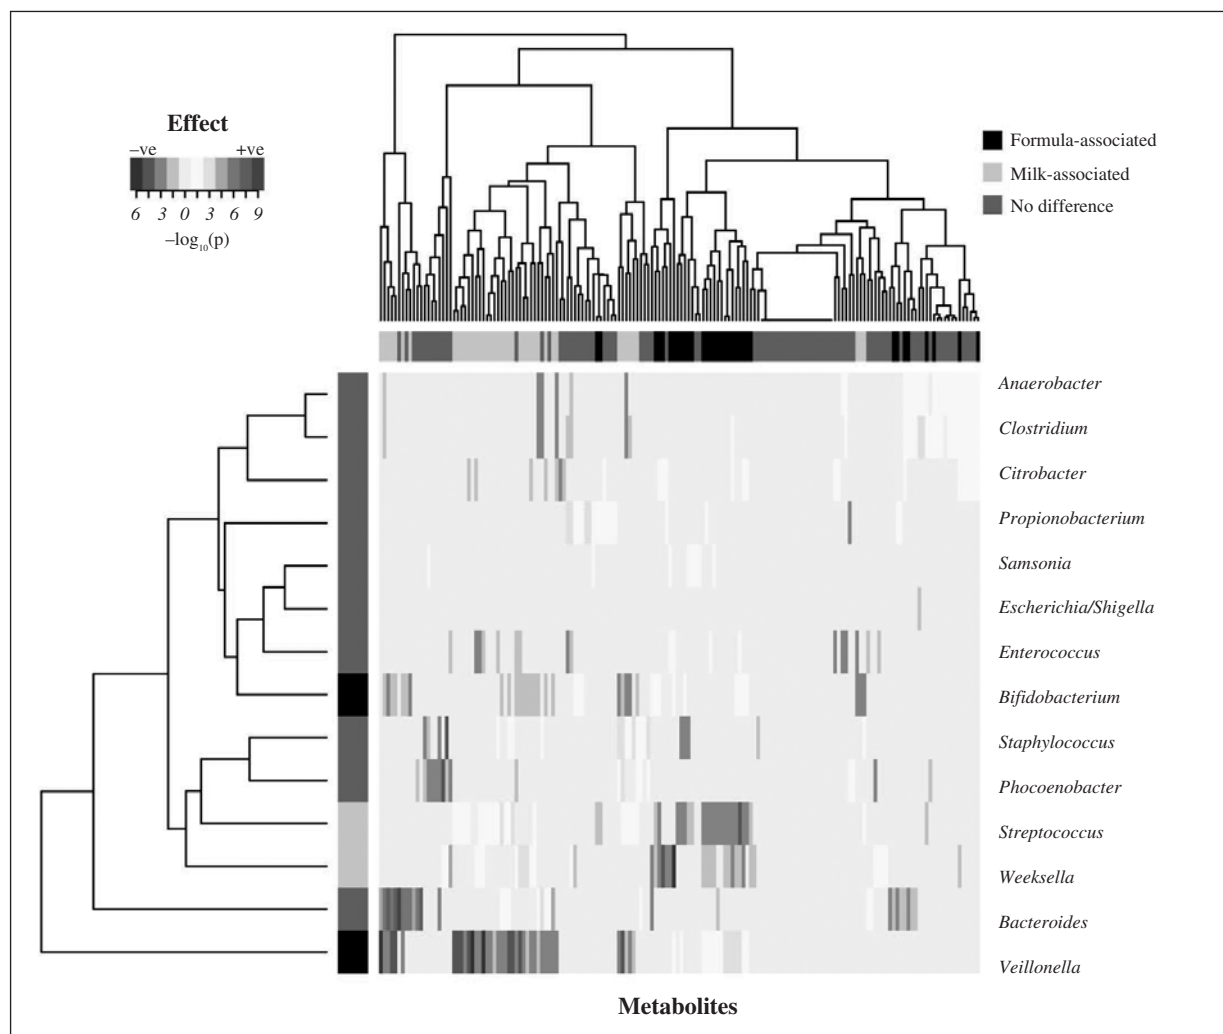 Effect
–ve +ve
6 3 0 3 6 9
–log10(p)
Formula-associated
Milk-associated
No difference
Anaerobacter
Clostridium
Citrobacter
Propionobacterium
Samsonia
Escherichia/Shigella
Enterococcus
Bifidobacterium
Staphylococcus
Phocoenobacter
Streptococcus
Weeksella
Bacteroides
Veillonella
Metabolites